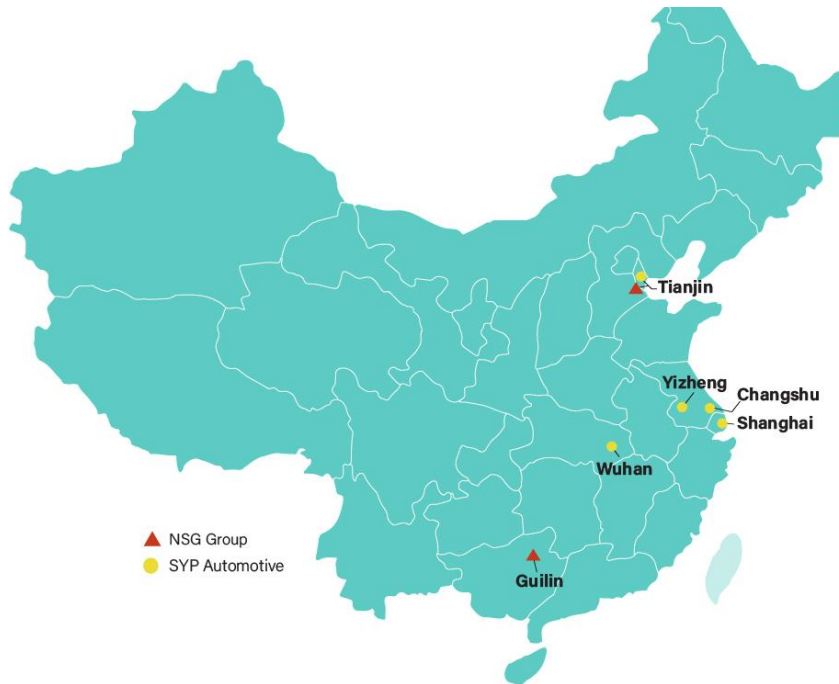 Tianjin
Yizheng
Changshu
Shanghai
Wuhan
NSG Group
SYP Automotive
Guilin